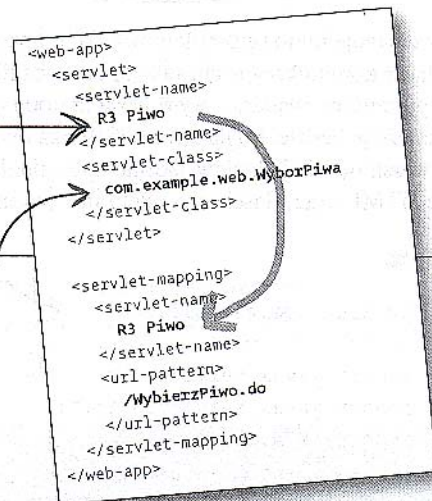 <web-app>
<servlet>
<servlet-name>
R3 Piwo
</servlet-name>
<servlet-class>
com.example.web.WyborPiwa
</servlet-class>
</servlet>
<servlet-mapping>
<servlet-name>
R3 Piwo
</servlet-name>
<url-pattern>
/WybierzPiwo.do
</url-pattern>
</servlet-mapping>
</web-app>